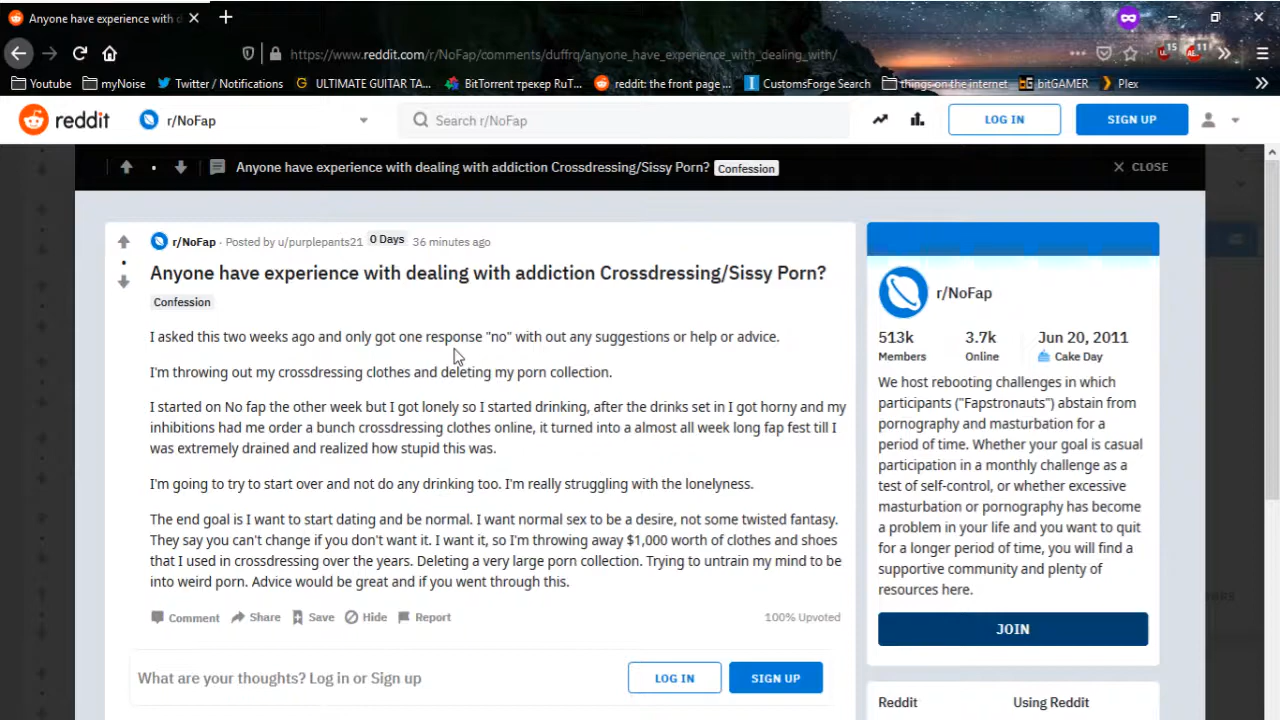 Anyone have experience with d
https://www.reddit.com/r/NoFap/comments/duffrq/anyone_have_experience_with_dealing_with/
15
11
Youtube
myNoise
Twitter / Notifications
G ULTIMATE GUITAR TA...
BitTorrent трекер RuT...
reddit: the front page ...
CustomsForge Search
things on the internet
bitGAMER
Plex
reddit
r/NoFap
Search r/NoFap
LOG IN
SIGN UP
Anyone have experience with dealing with addiction Crossdressing/Sissy Porn? Confession
CLOSE
r/NoFap · Posted by u/purplepants21 0 Days 36 minutes ago
Anyone have experience with dealing with addiction Crossdressing/Sissy Porn?
Confession
I asked this two weeks ago and only got one response "no" with out any suggestions or help or advice.
I'm throwing out my crossdressing clothes and deleting my porn collection.
I started on No fap the other week but I got lonely so I started drinking, after the drinks set in I got horny and my
inhibitions had me order a bunch crossdressing clothes online, it turned into a almost all week long fap fest till I
was extremely drained and realized how stupid this was.
I'm going to try to start over and not do any drinking too. I'm really struggling with the lonelyness.
The end goal is I want to start dating and be normal. I want normal sex to be a desire, not some twisted fantasy.
They say you can't change if you don't want it. I want it, so I'm throwing away $1,000 worth of clothes and shoes
that I used in crossdressing over the years. Deleting a very large porn collection. Trying to untrain my mind to be
into weird porn. Advice would be great and if you went through this.
Comment Share Save Hide Report
100% Upvoted
What are your thoughts? Log in or Sign up
LOG IN
SIGN UP
r/NoFap
513k 3.7k Jun 20, 2011
Members Online Cake Day
We host rebooting challenges in which
participants ("Fapstronauts") abstain from
pornography and masturbation for a
period of time. Whether your goal is casual
participation in a monthly challenge as a
test of self-control, or whether excessive
masturbation or pornography has become
a problem in your life and you want to quit
for a longer period of time, you will find a
supportive community and plenty of
resources here.
JOIN
Reddit
Using Reddit